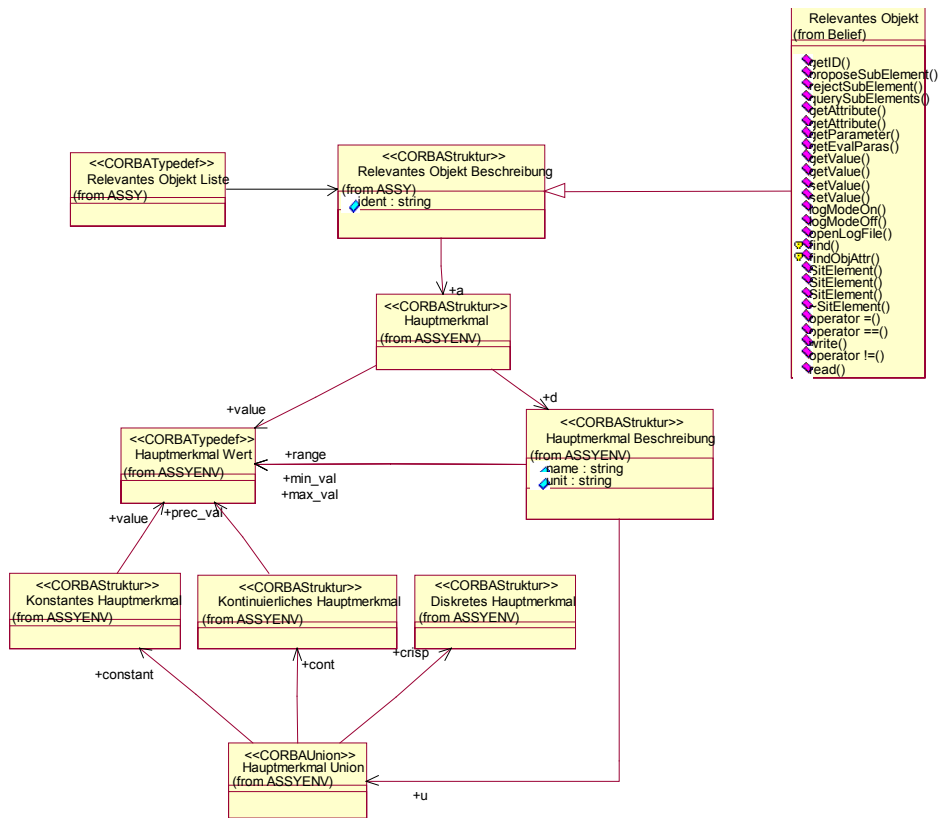 Relevantes Objekt
(from Belief)
getID()
proposeSubElement()
rejectSubElement()
querySubElements()
getAttribute()
getAttribute()
getParameter()
getEvalParas()
getValue()
getValue()
setValue()
setValue()
logModeOn()
logModeOff()
openLogFile()
find()
findObjAttr()
SitElement()
SitElement()
SitElement()
~SitElement()
operator =()
operator ==()
write()
operator !=()
read()
<<CORBATypedef>>
Relevantes Objekt Liste
(from ASSY)
<<CORBAStruktur>>
Relevantes Objekt Beschreibung
(from ASSY)
ident : string
+a
<<CORBAStruktur>>
Hauptmerkmal
(from ASSYENV)
+value
+d
<<CORBATypedef>>
Hauptmerkmal Wert
(from ASSYENV)
+range
+min_val
+max_val
<<CORBAStruktur>>
Hauptmerkmal Beschreibung
(from ASSYENV)
name : string
unit : string
+value
+prec_val
<<CORBAStruktur>>
Konstantes Hauptmerkmal
(from ASSYENV)
<<CORBAStruktur>>
Kontinuierliches Hauptmerkmal
(from ASSYENV)
<<CORBAStruktur>>
Diskretes Hauptmerkmal
(from ASSYENV)
+constant
+cont
+crisp
<<CORBAUnion>>
Hauptmerkmal Union
(from ASSYENV)
+u